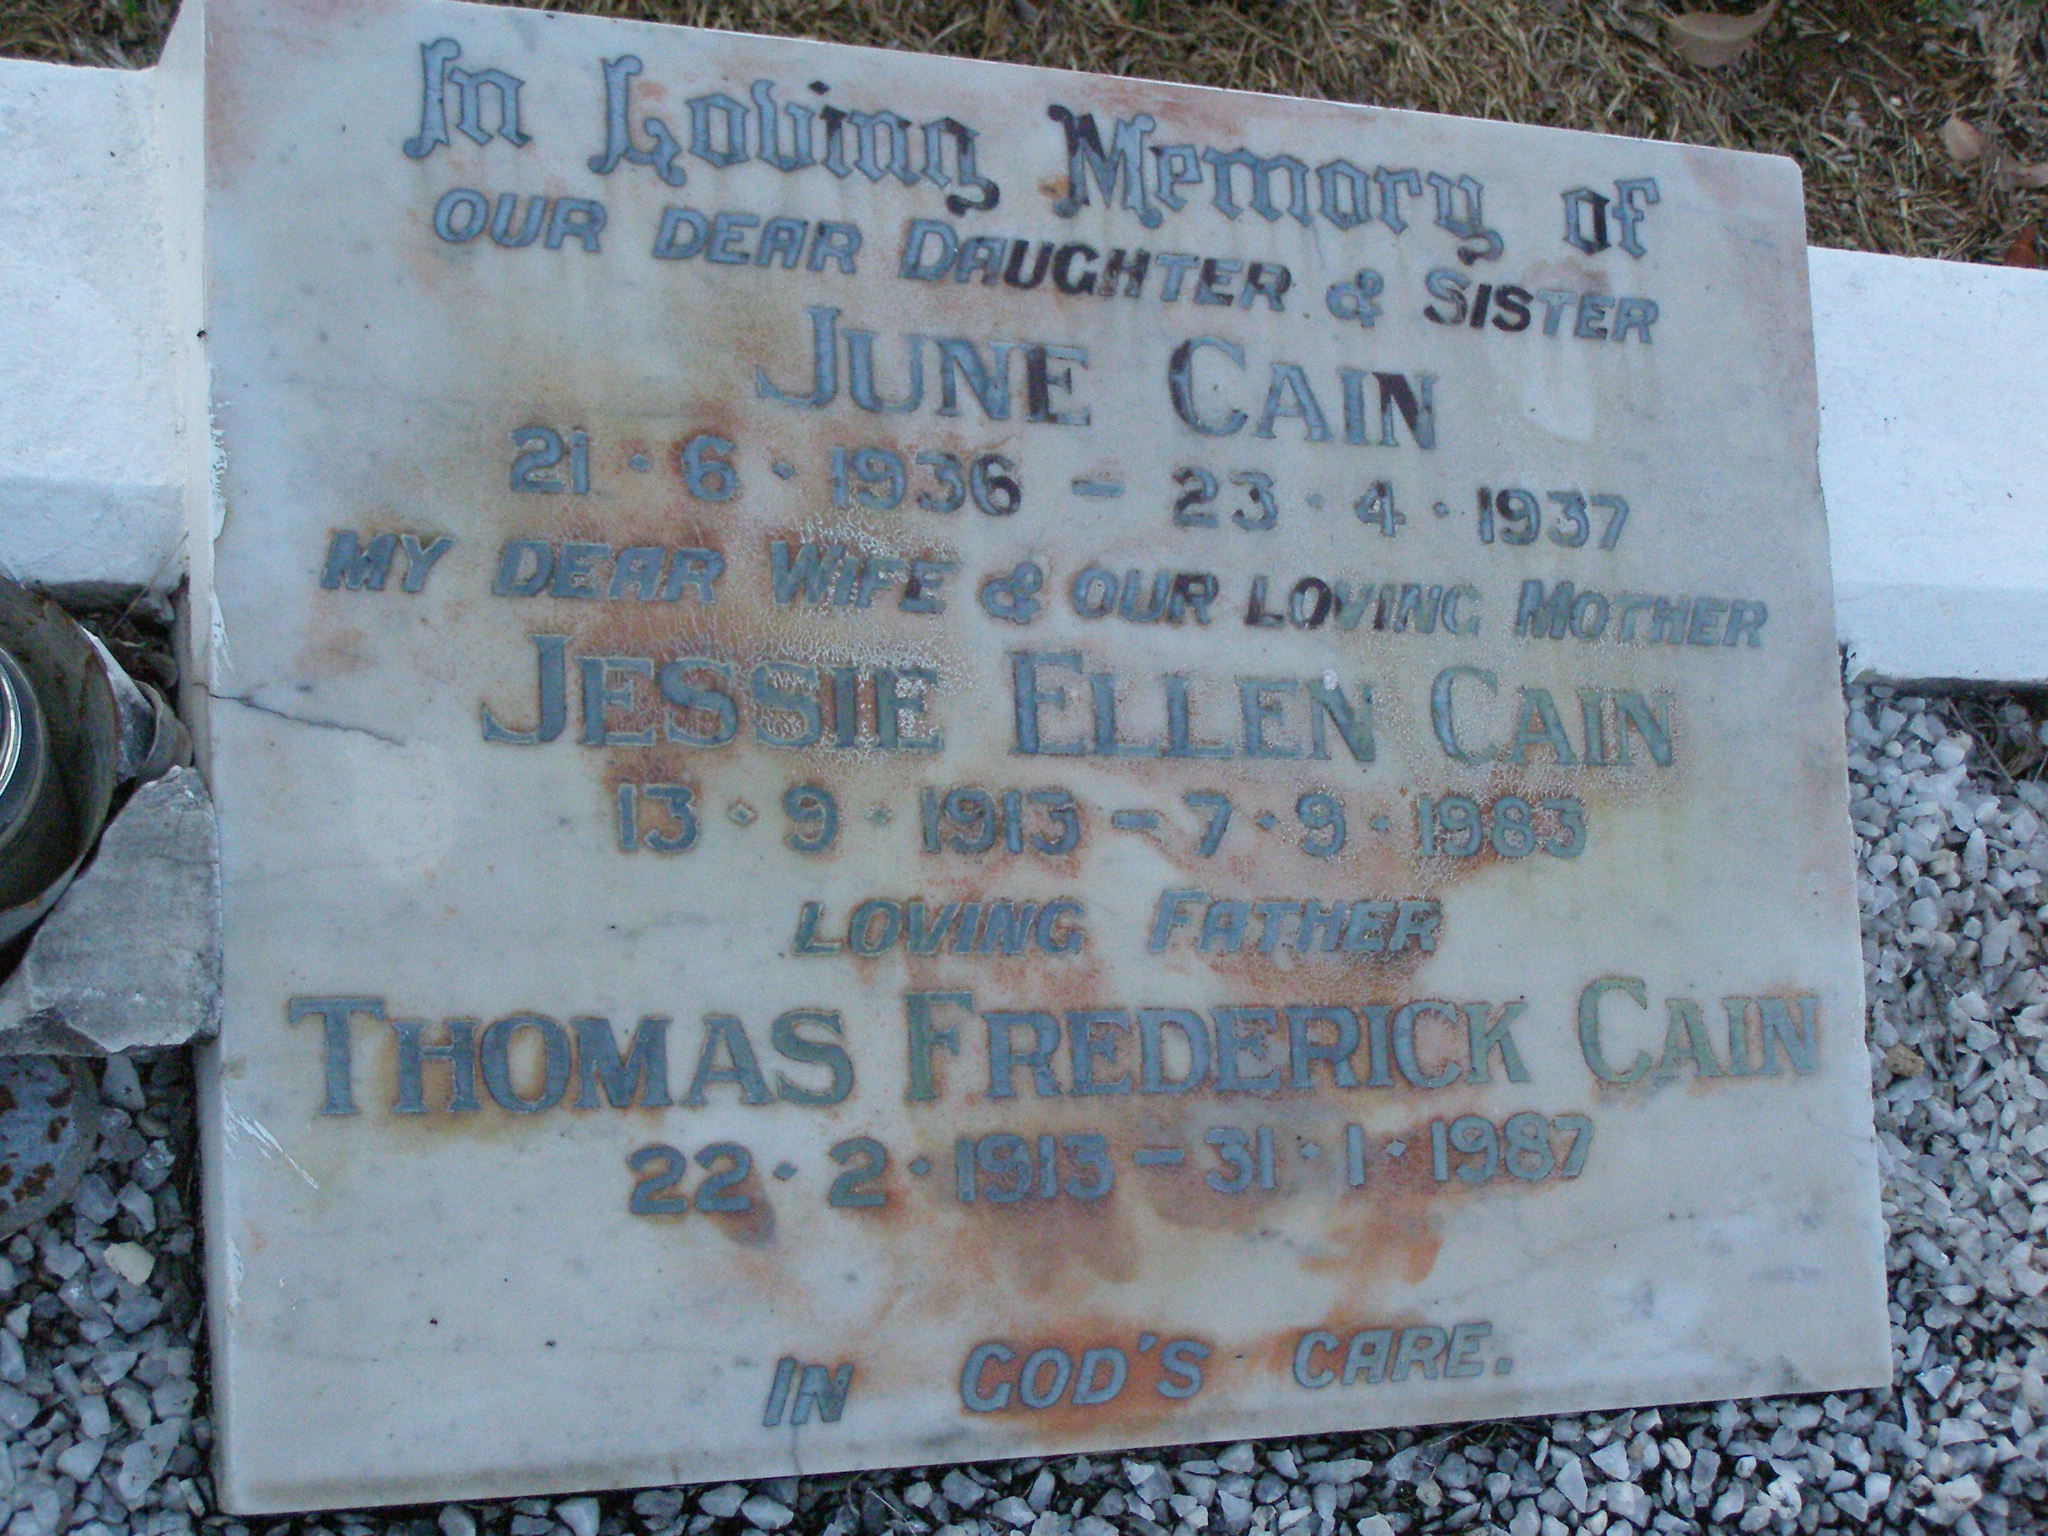 In Loving Memory of
OUR DEAR DAUGHTER & SISTER
JUNE CAIN
21·6·1936 – 23·4·1937
MY DEAR WIFE & OUR LOVING MOTHER
JESSIE ELLEN CAIN
13·9·1913 – 7·9·1983
LOVING FATHER
THOMAS FREDERICK CAIN
22·2·1913 – 31·1·1987
IN GOD'S CARE.